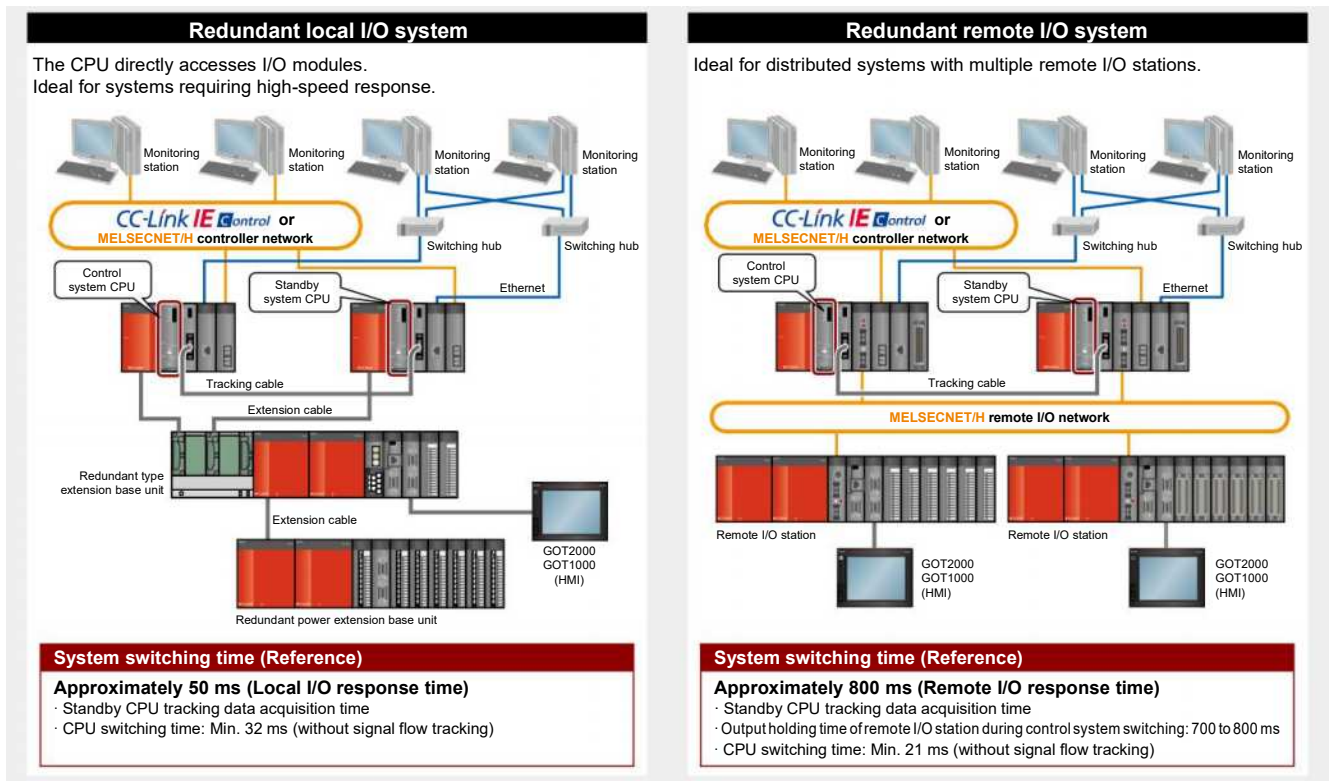 Redundant local I/O system
The CPU directly accesses I/O modules.
Ideal for systems requiring high-speed response.
Monitoring
station
Monitoring
station
Monitoring
station
Monitoring
station
CC-Link IE Control or
MELSECNET/H controller network
Switching hub
Switching hub
Control
system CPU
Standby
system CPU
Ethernet
Tracking cable
Extension cable
Redundant type
extension base unit
Extension cable
GOT2000
GOT1000
(HMI)
Redundant power extension base unit
System switching time (Reference)
Approximately 50 ms (Local I/O response time)
· Standby CPU tracking data acquisition time
· CPU switching time: Min. 32 ms (without signal flow tracking)
Redundant remote I/O system
Ideal for distributed systems with multiple remote I/O stations.
Monitoring
station
Monitoring
station
Monitoring
station
Monitoring
station
CC-Link IE Control or
MELSECNET/H controller network
Switching hub
Switching hub
Control
system CPU
Standby
system CPU
Ethernet
Tracking cable
MELSECNET/H remote I/O network
Remote I/O station
Remote I/O station
GOT2000
GOT1000
(HMI)
GOT2000
GOT1000
(HMI)
System switching time (Reference)
Approximately 800 ms (Remote I/O response time)
· Standby CPU tracking data acquisition time
· Output holding time of remote I/O station during control system switching: 700 to 800 ms
· CPU switching time: Min. 21 ms (without signal flow tracking)